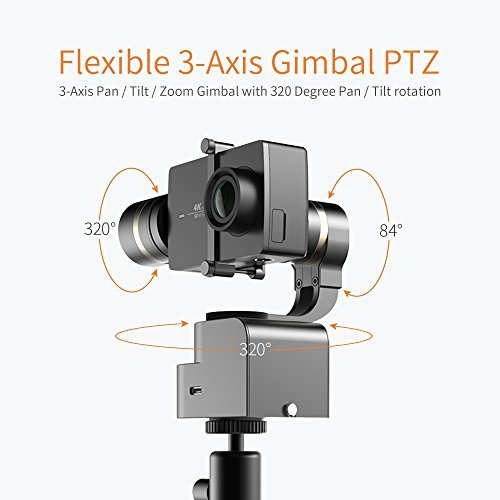 Flexible 3-Axis Gimbal PTZ
3-Axis Pan / Tilt / Zoom Gimbal with 320 Degree Pan / Tilt rotation
4K
320°
84°
320°